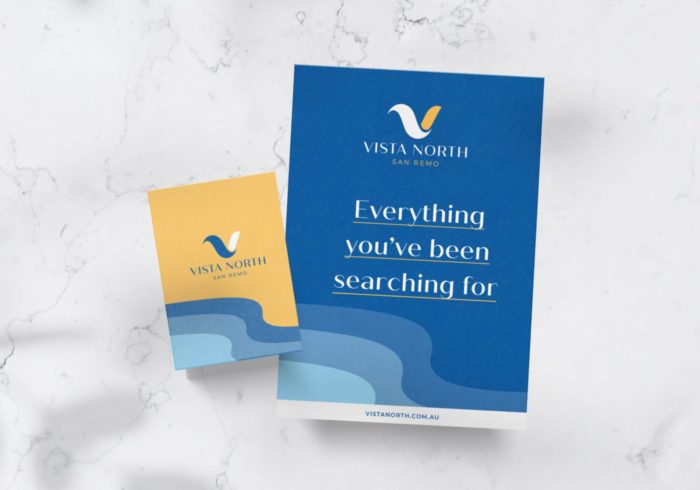 VISTA NORTH
SAN REMO
Everything
you've been
searching for
VISTANORTH.COM.AU
VISTA NORTH
SAN REMO